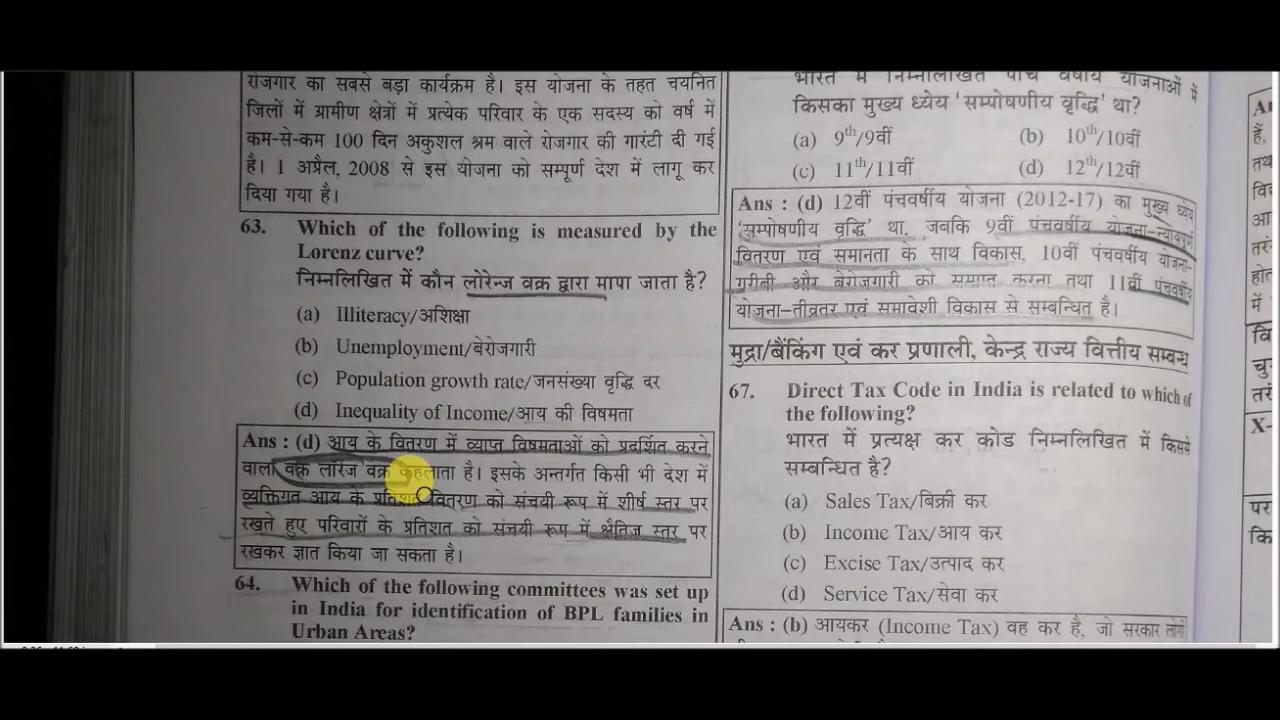 रोजगार का सबसे बड़ा कार्यक्रम है। इस योजना के तहत चयनित
जिलों में ग्रामीण क्षेत्रों में प्रत्येक परिवार के एक सदस्य को वर्ष में
कम-से-कम 100 दिन अकुशल श्रम वाले रोजगार की गारंटी दी गई
है। 1 अप्रैल, 2008 से इस योजना को सम्पूर्ण देश में लागू कर
दिया गया है।
63. Which of the following is measured by the
Lorenz curve?
निम्नलिखित में कौन लोरेन्ज वक्र द्वारा मापा जाता है?
(a) Illiteracy/अशिक्षा
(b) Unemployment/बेरोजगारी
(c) Population growth rate/जनसंख्या वृद्धि दर
(d) Inequality of Income/आय की विषमता
Ans : (d) आय के वितरण में व्याप्त विषमताओं को प्रदर्शित करने
वाला वक्र लॉरेंज वक्र कहलाता है। इसके अन्तर्गत किसी भी देश में
व्यक्तिगत आय के प्रतिशत वितरण को संचयी रूप में शीर्ष स्तर पर
रखते हुए परिवारों के प्रतिशत को संचयी रूप में क्षैतिज स्तर पर
रखकर ज्ञात किया जा सकता है।
64. Which of the following committees was set up
in India for identification of BPL families in
Urban Areas?
भारत में निम्नलिखित पांच वर्षीय योजनाओं में
किसका मुख्य ध्येय 'सम्पोषणीय वृद्धि' था?
(a) 9th/9वीं (b) 10th/10वीं
(c) 11th/11वीं (d) 12th/12वीं
Ans : (d) 12वीं पंचवर्षीय योजना (2012-17) का मुख्य ध्येय
'सम्पोषणीय वृद्धि' था, जबकि 9वीं पंचवर्षीय योजना-न्यायपूर्ण
वितरण एवं समानता के साथ विकास, 10वीं पंचवर्षीय योजना-
गरीबी और बेरोजगारी को समाप्त करना तथा 11वीं पंचवर्षीय
योजना-तीव्रतर एवं समावेशी विकास से सम्बन्धित है।
मुद्रा/बैंकिंग एवं कर प्रणाली, केन्द्र राज्य वित्तीय सम्बन्ध
67. Direct Tax Code in India is related to which of
the following?
भारत में प्रत्यक्ष कर कोड निम्नलिखित में किससे
सम्बन्धित है?
(a) Sales Tax/बिक्री कर
(b) Income Tax/आय कर
(c) Excise Tax/उत्पाद कर
(d) Service Tax/सेवा कर
Ans : (b) आयकर (Income Tax) वह कर है, जो सरकार लोगों